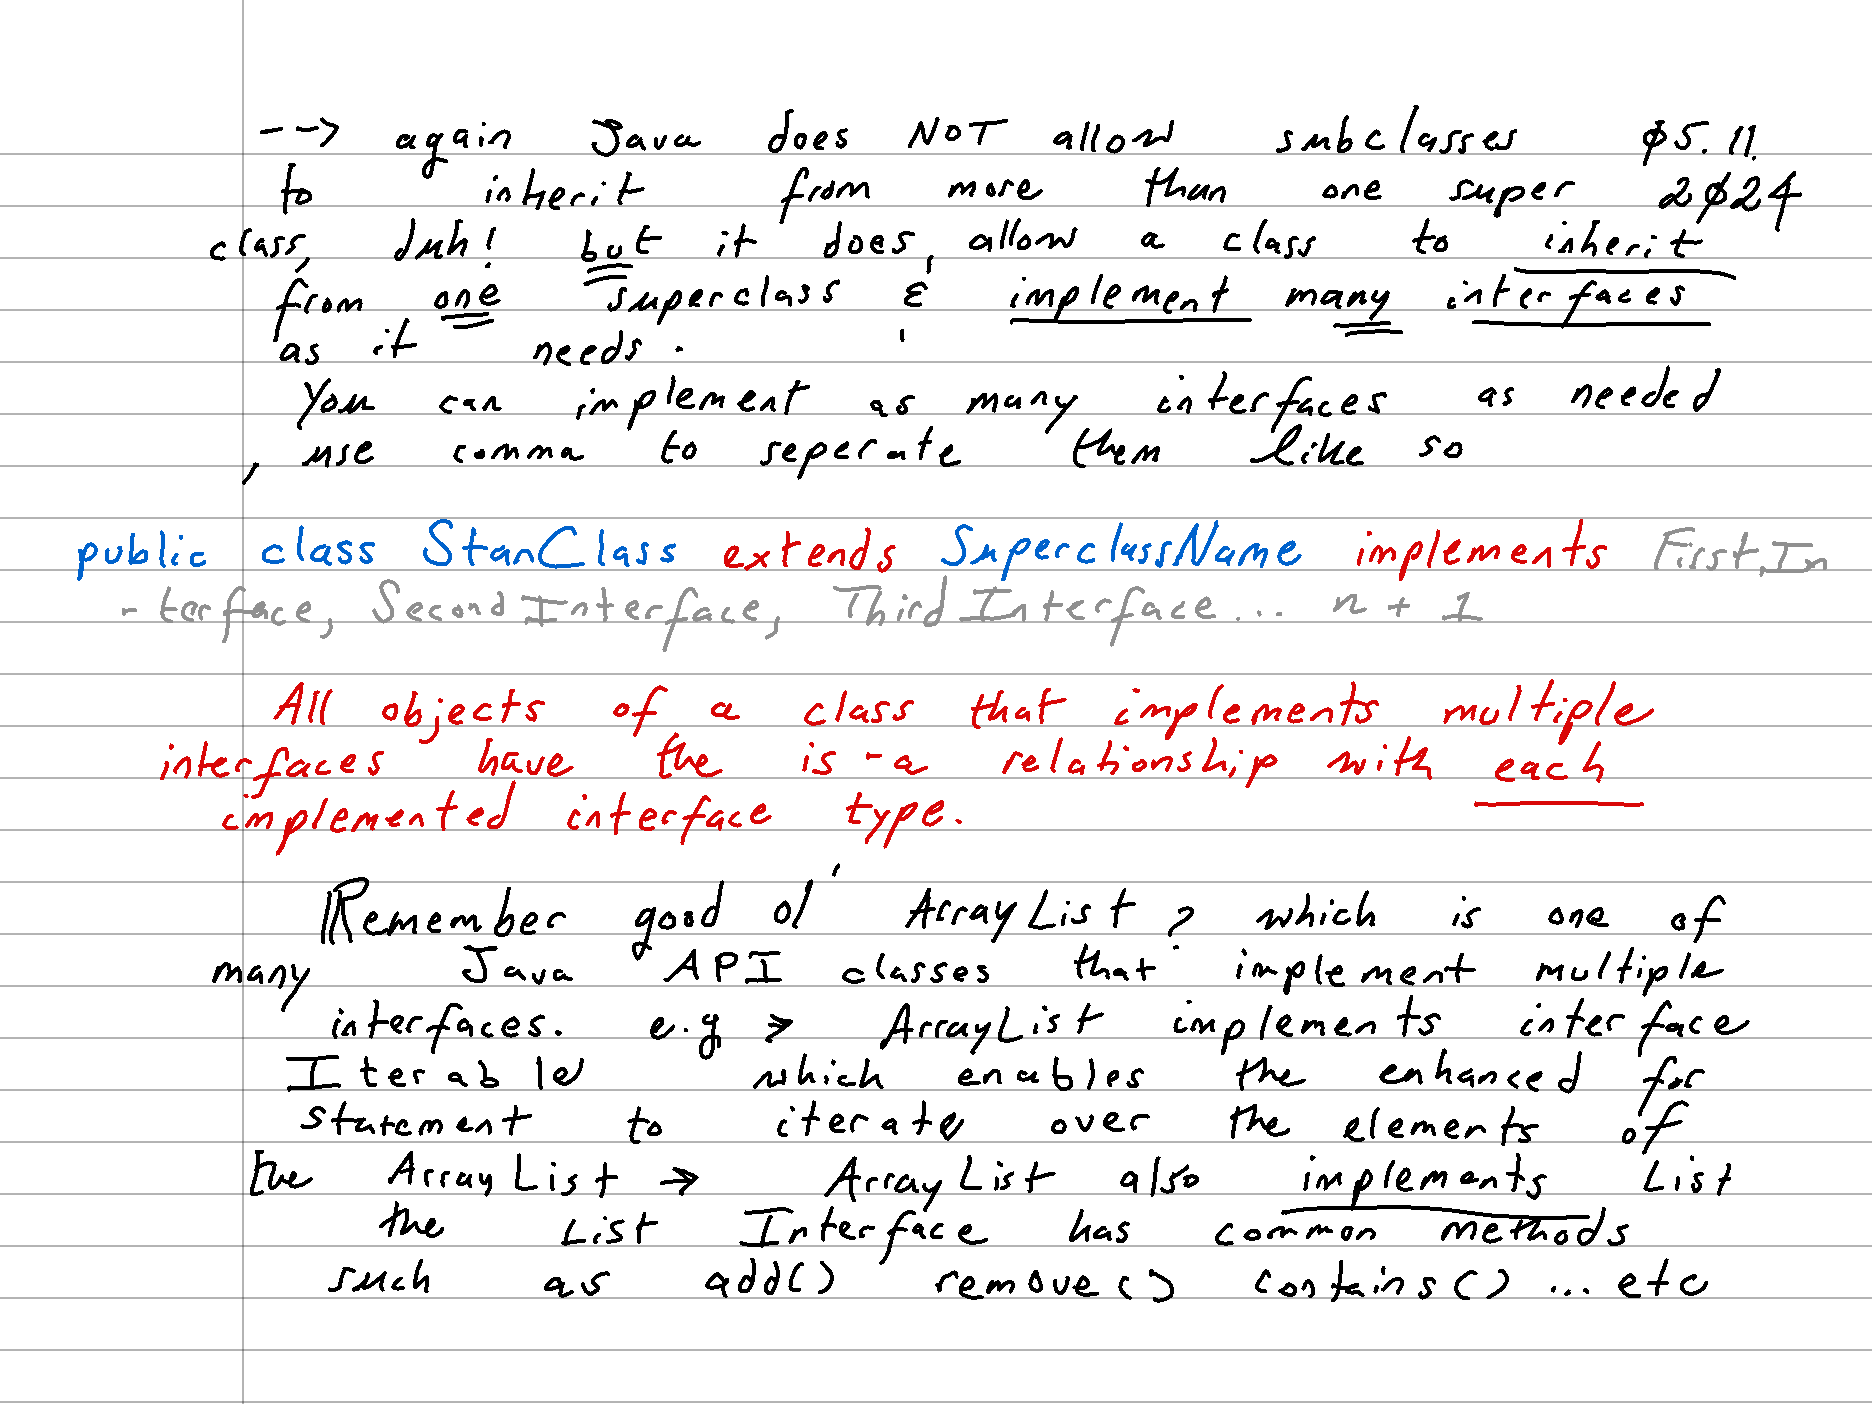 --> again Java does NOT allow subclasses 05.11.
to inherit from more than one super 2024
class, duh! but it does, allow a class to inherit
from one superclass & implement many interfaces
as it needs.
You can implement as many interfaces as needed
, use comma to seperate them like so
public class StanClass extends SuperclassName implements First,In
-terface, SecondInterface, ThirdInterface... n + 1
All objects of a class that implements multiple
interfaces have the is-a relationship with each
implemented interface type.
Remember good ol' ArrayList? which is one of
many Java API classes that implement multiple
interfaces. e.g > ArrayList implements interface
Iterable which enables the enhanced for
statement to iterate over the elements of
the ArrayList → ArrayList also implements List
the List Interface has common methods
such as add() remove() contains() ... etc